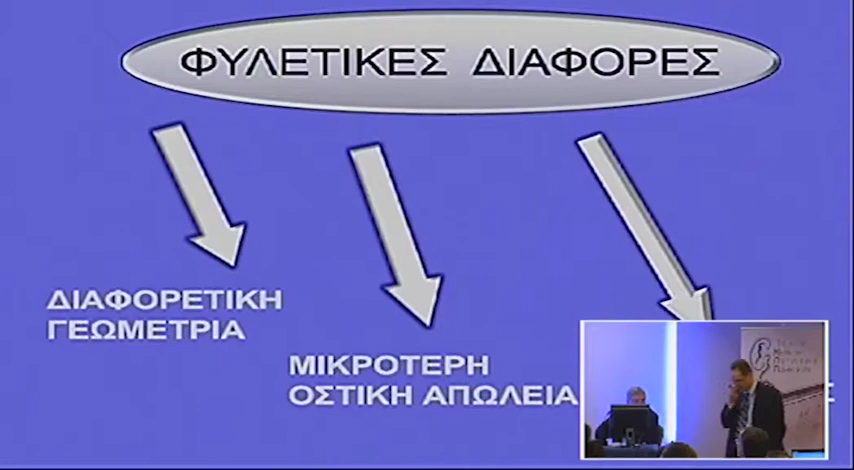 ΦΥΛΕΤΙΚΕΣ ΔΙΑΦΟΡΕΣ
ΔΙΑΦΟΡΕΤΙΚΗ
ΓΕΩΜΕΤΡΙΑ
ΜΙΚΡΟΤΕΡΗ
ΟΣΤΙΚΗ ΑΠΩΛΕΙΑ